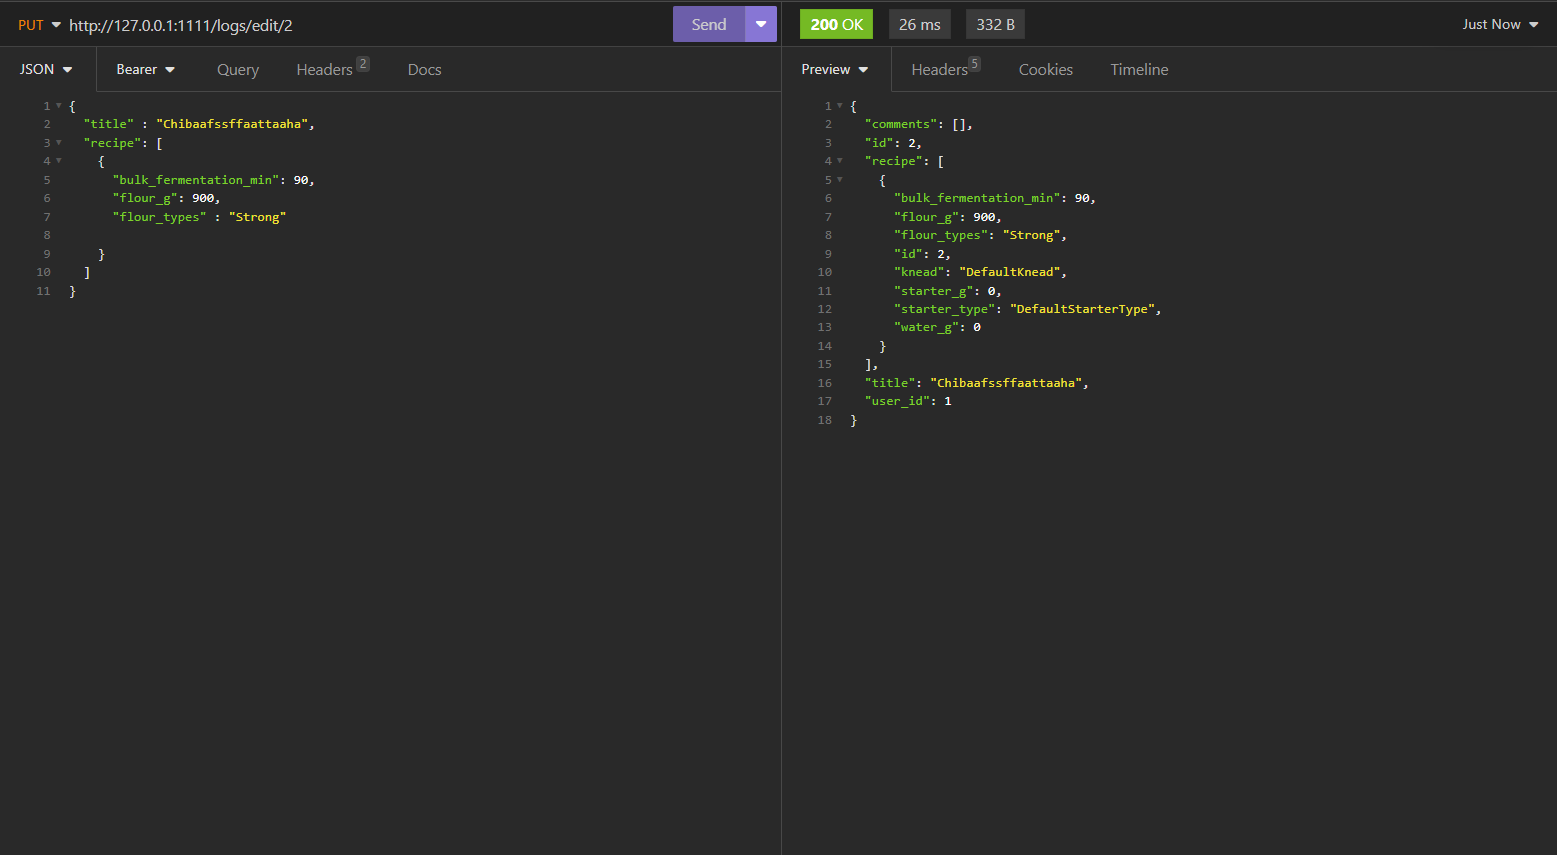 PUT http://127.0.0.1:1111/logs/edit/2 Send
JSON Bearer Query Headers 2 Docs
1 {
2 "title" : "Chibaafssffaattaaha",
3 "recipe": [
4 {
5 "bulk_fermentation_min": 90,
6 "flour_g": 900,
7 "flour_types" : "Strong"
8
9 }
10 ]
11 }
200 OK 26 ms 332 B Just Now
Preview Headers 5 Cookies Timeline
1 {
2 "comments": [],
3 "id": 2,
4 "recipe": [
5 {
6 "bulk_fermentation_min": 90,
7 "flour_g": 900,
8 "flour_types": "Strong",
9 "id": 2,
10 "knead": "DefaultKnead",
11 "starter_g": 0,
12 "starter_type": "DefaultStarterType",
13 "water_g": 0
14 }
15 ],
16 "title": "Chibaafssffaattaaha",
17 "user_id": 1
18 }